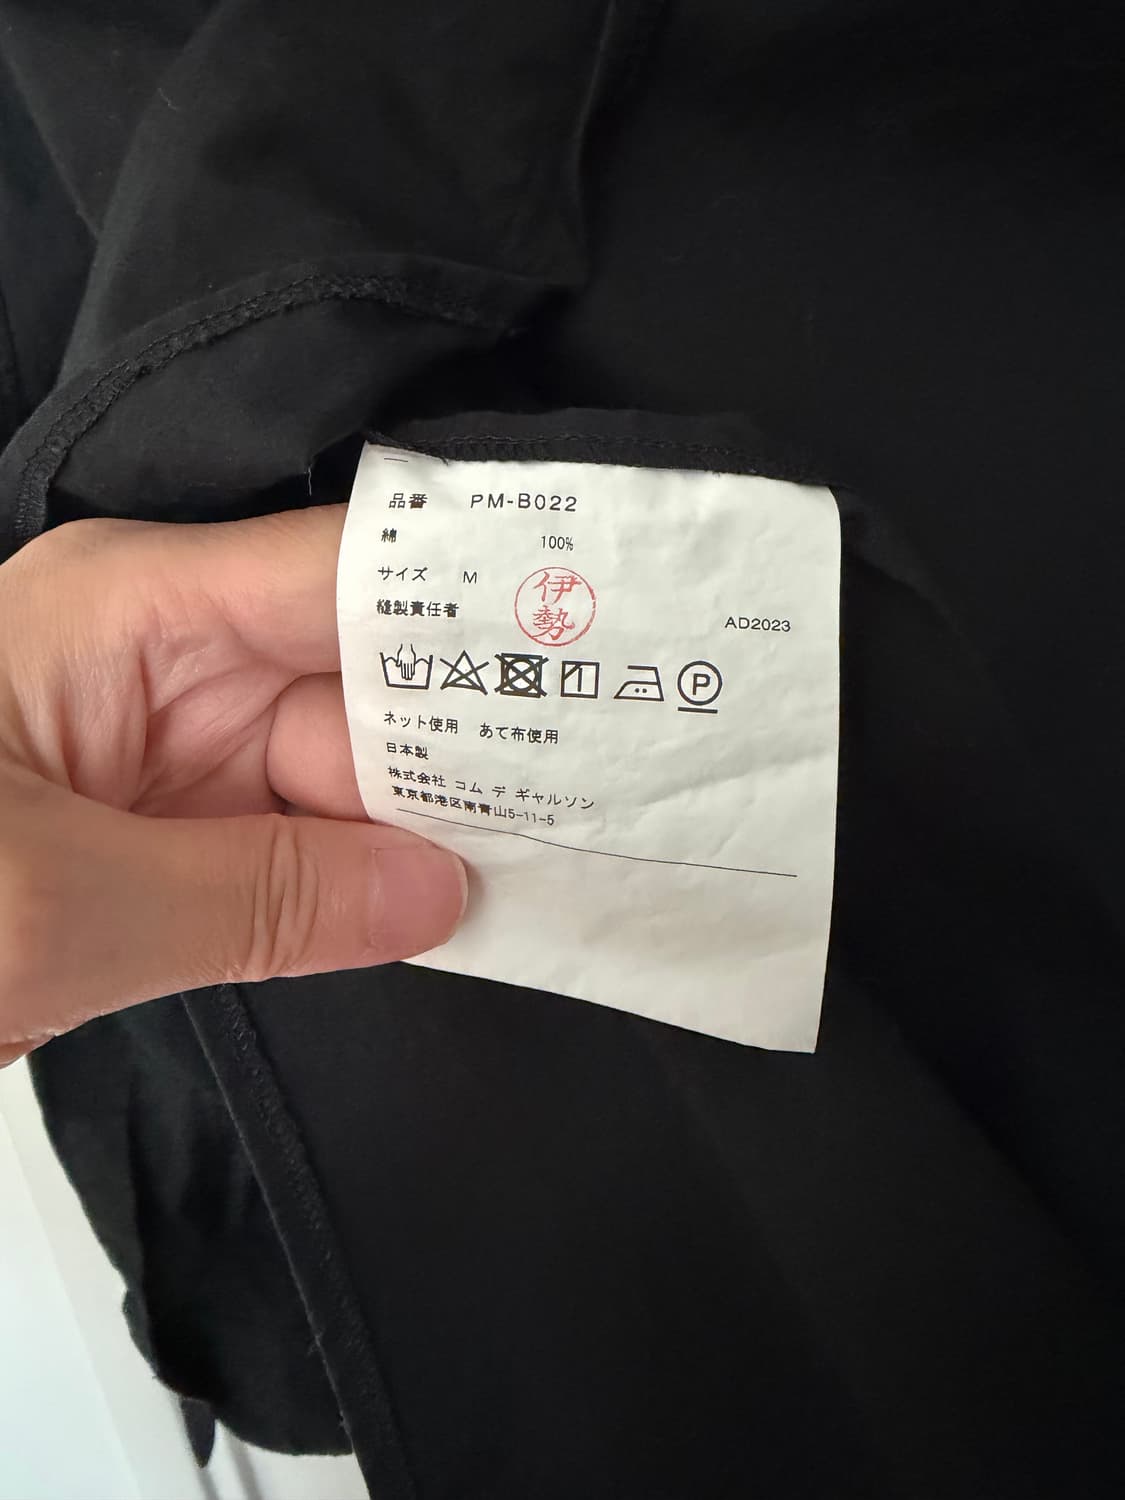 品番 PM-B022
綿 100%
サイズ M
縫製責任者 伊勢
AD2023
P
ネット使用 あて布使用
日本製
株式会社 コム デ ギャルソン
東京都港区南青山5-11-5